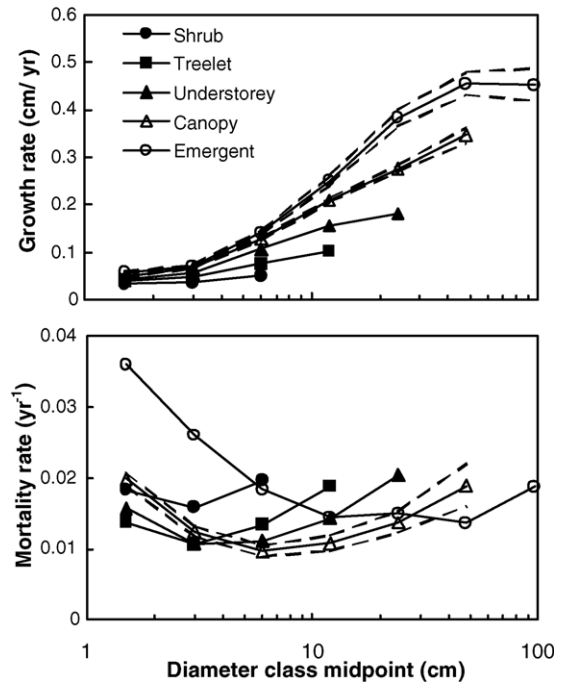 0.6
0.5
0.4
0.3
0.2
0.1
0
Growth rate (cm/ yr)
Shrub
Treelet
Understorey
Canopy
Emergent
0.04
0.03
0.02
0.01
0
Mortality rate (yr-1)
1
10
100
Diameter class midpoint (cm)